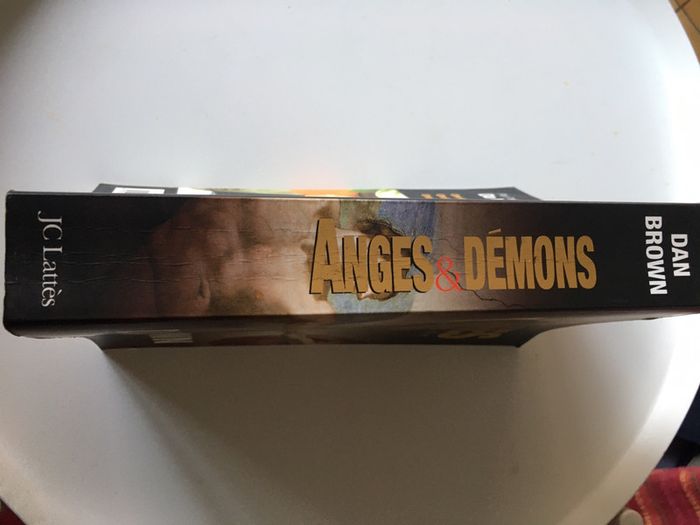 JC Lattès
ANGES & DÉMONS
DAN
BROWN